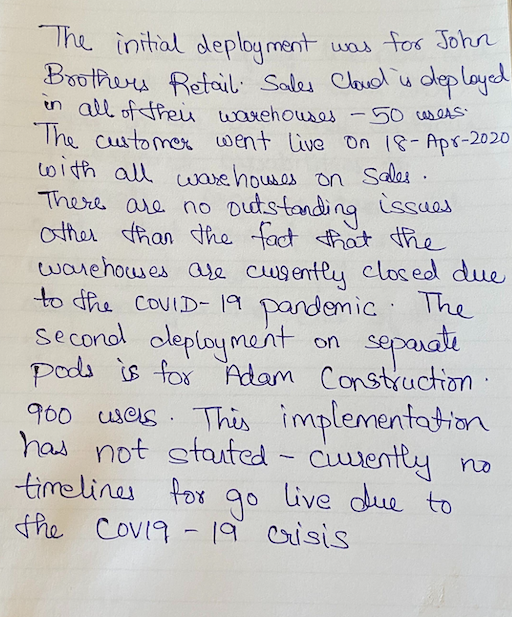 The initial deployment was for John
Brothers Retail. Sales Cloud is deployed
in all of their warehouses - 50 users.
The customer went live on 18-Apr-2020
with all warehouses on Sales.
There are no outstanding issues
other than the fact that the
warehouses are currently closed due
to the COVID-19 pandemic. The
second deployment on separate
pods is for Adam Construction.
960 users. This implementation
has not started - currently no
timelines for go live due to
the COV19-19 crisis